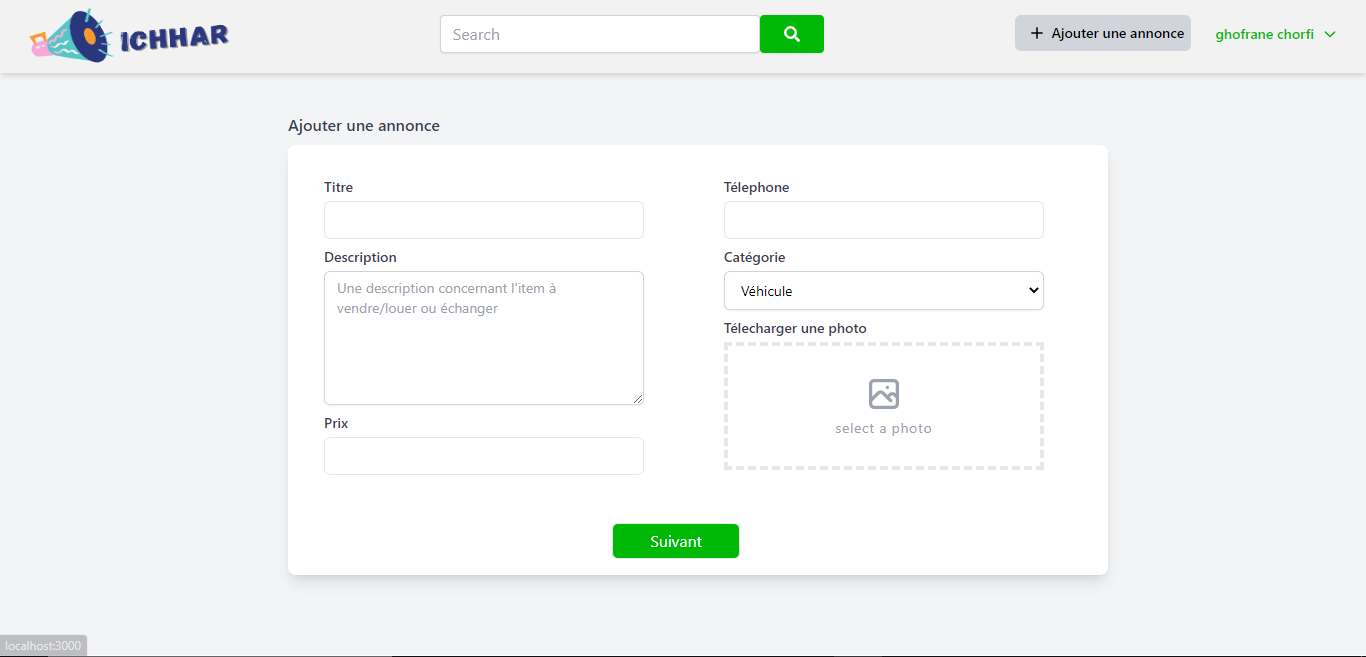 ICHHAR
Search
Ajouter une annonce
ghofrane chorfi
Ajouter une annonce
Titre
Télephone
Description
Catégorie
Une description concernant l'item à
vendre/louer ou échanger
Véhicule
Télecharger une photo
select a photo
Prix
Suivant
localhost:3000